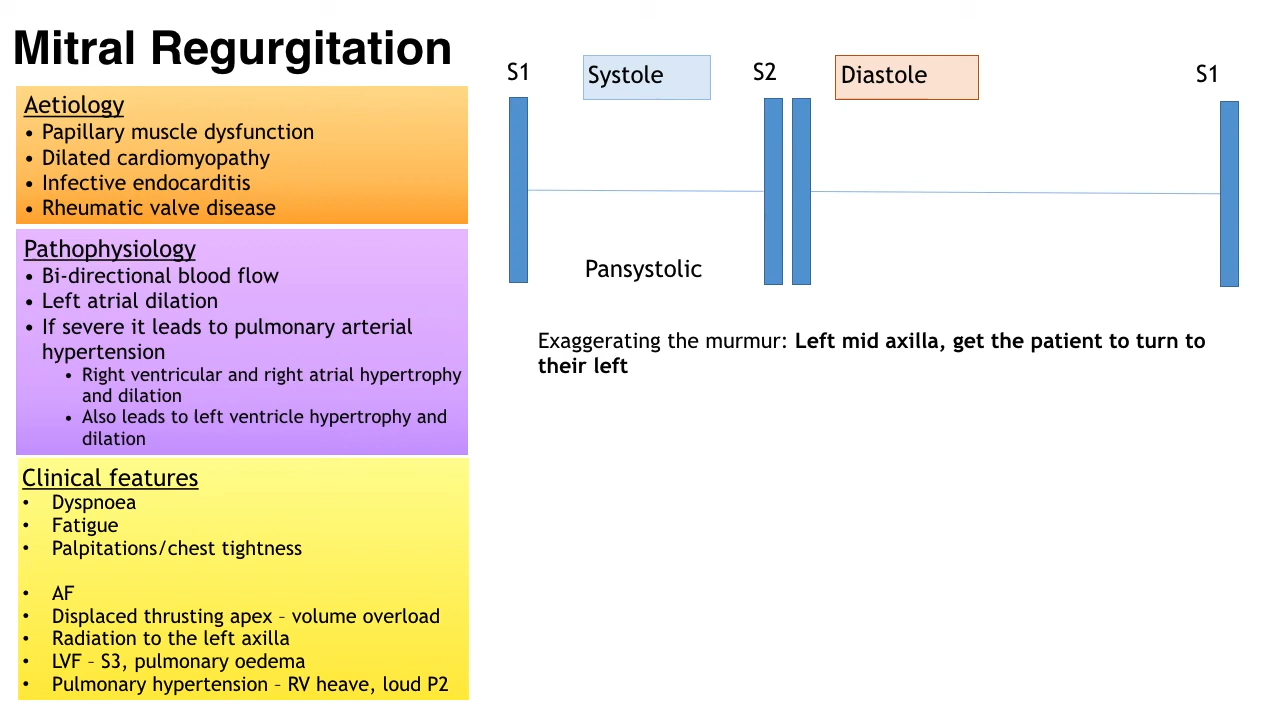 Mitral Regurgitation
Aetiology
• Papillary muscle dysfunction
• Dilated cardiomyopathy
• Infective endocarditis
• Rheumatic valve disease
Pathophysiology
• Bi-directional blood flow
• Left atrial dilation
• If severe it leads to pulmonary arterial
hypertension
• Right ventricular and right atrial hypertrophy
and dilation
• Also leads to left ventricle hypertrophy and
dilation
Clinical features
• Dyspnoea
• Fatigue
• Palpitations/chest tightness
• AF
• Displaced thrusting apex – volume overload
• Radiation to the left axilla
• LVF – S3, pulmonary oedema
• Pulmonary hypertension – RV heave, loud P2
S1 Systole S2 Diastole S1
Pansystolic
Exaggerating the murmur: Left mid axilla, get the patient to turn to
their left